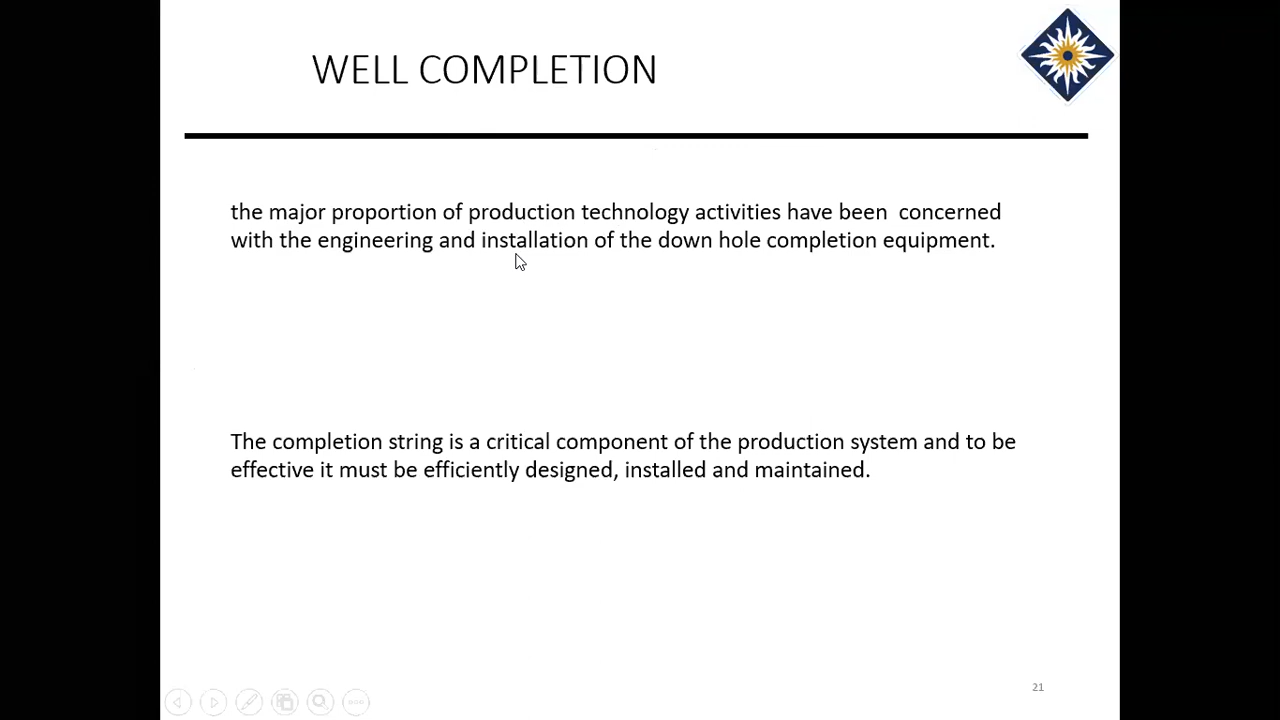 WELL COMPLETION
the major proportion of production technology activities have been  concerned
with the engineering and installation of the down hole completion equipment.
The completion string is a critical component of the production system and to be
effective it must be efficiently designed, installed and maintained.
21